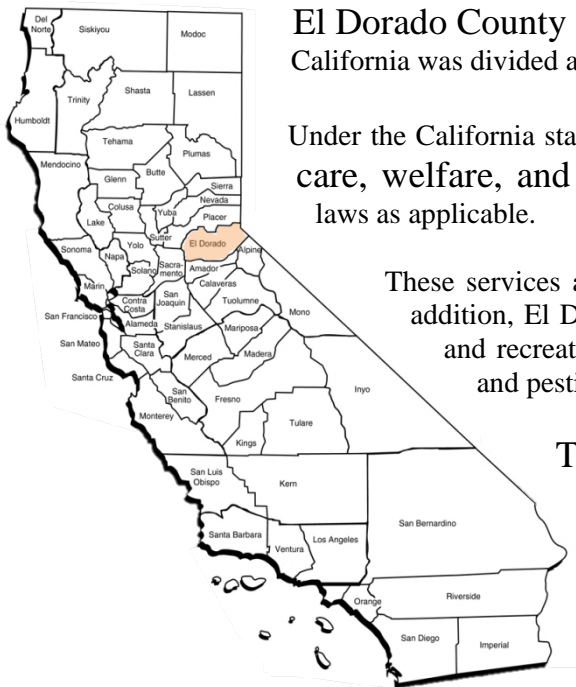 El Dorado County
California was divided a
Under the California sta
care, welfare, and
laws as applicable.
These services a
addition, El D
and recreat
and pesti
T
Del
Norte
Siskiyou
Modoc
Humboldt
Trinity
Shasta
Lassen
Tehama
Plumas
Mendocino
Glenn
Butte
Sierra
Colusa
Nevada
Yuba
Placer
Lake
Sutter
El Dorado
Yolo
Alpine
Sonoma
Napa
Sacra-
mento
Amador
Solano
Calaveras
Marin
Contra
Costa
San
Joaquin
Tuolumne
Mono
San Francisco
Alameda
Stanislaus
Mariposa
San Mateo
Santa
Clara
Merced
Madera
Santa Cruz
San
Benito
Fresno
Inyo
Monterey
Tulare
Kings
San Luis
Obispo
Kern
San Bernardino
Santa Barbara
Ventura
Los Angeles
Orange
Riverside
San Diego
Imperial